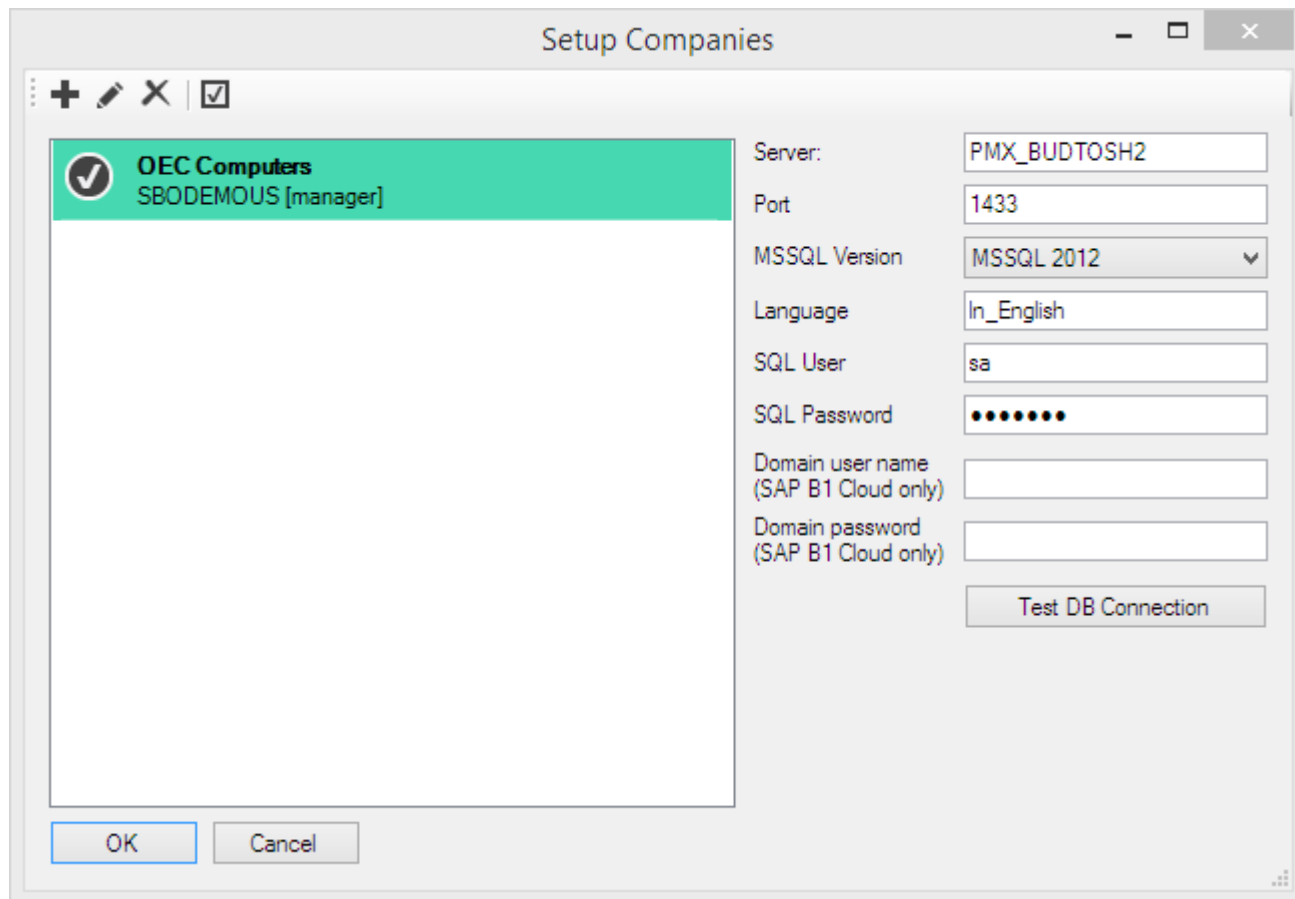 Setup Companies
OEC Computers
SBODEMOUS [manager]
Server:
PMX_BUDTOSH2
Port
1433
MSSQL Version
MSSQL 2012
Language
ln_English
SQL User
sa
SQL Password
•••••••
Domain user name
(SAP B1 Cloud only)
Domain password
(SAP B1 Cloud only)
Test DB Connection
OK
Cancel